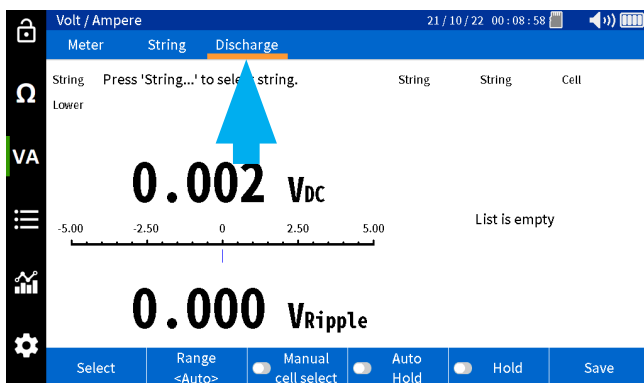 Volt / Ampere 21 / 10 / 22 00 : 08 : 58
Meter String Discharge
Ω
VA
String Press 'String...' to select string. String String Cell
Lower
0.002 VDC
-5.00 -2.50 0 2.50 5.00
List is empty
0.000 VRipple
Select Range <Auto> Manual cell select Auto Hold Hold Save